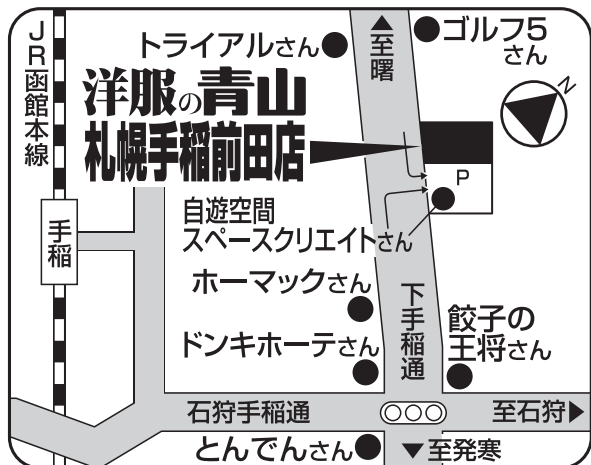 JR函館本線
トライアルさん
至曙
ゴルフ5
さん
N
洋服の青山
札幌手稲前田店
P
手稲
自遊空間
スペースクリエイトさん
ホーマックさん
下手稲通
餃子の
王将さん
ドンキホーテさん
石狩手稲通
至石狩
とんでんさん
至発寒